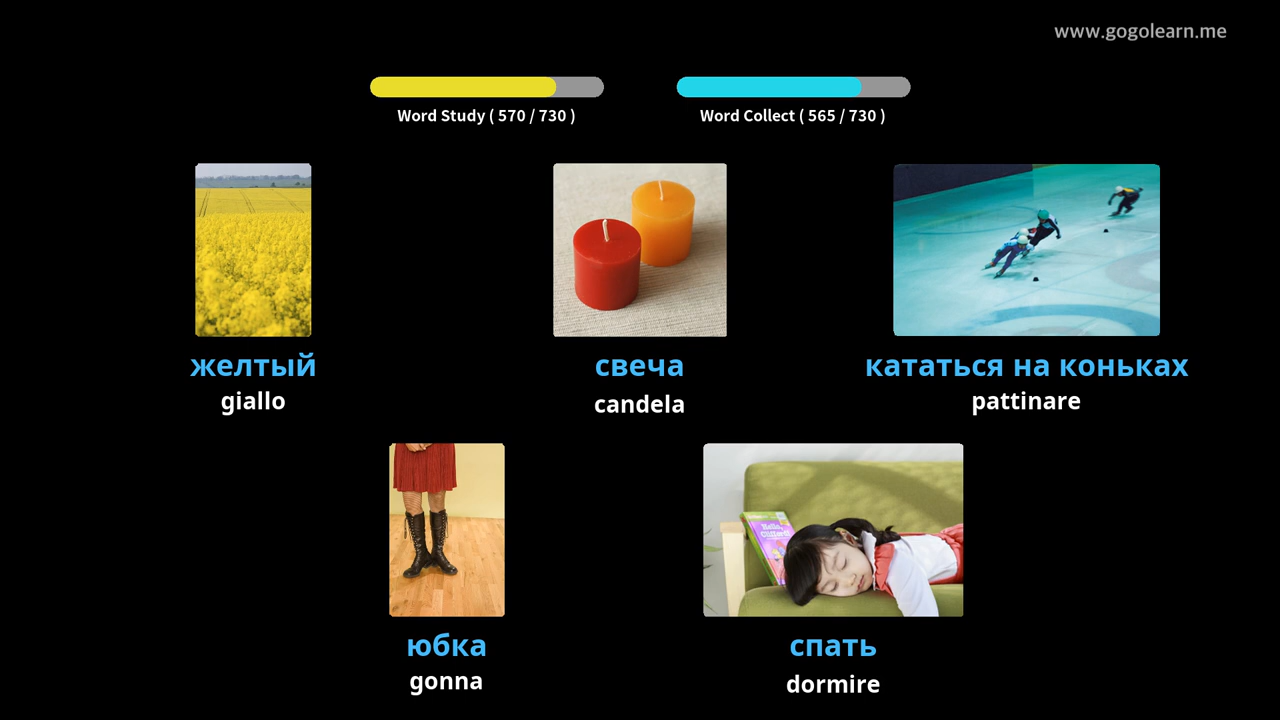 www.gogolearn.me
Word Study ( 570 / 730 )
Word Collect ( 565 / 730 )
желтый
giallo
свеча
candela
кататься на коньках
pattinare
Hello,
юбка
gonna
спать
dormire